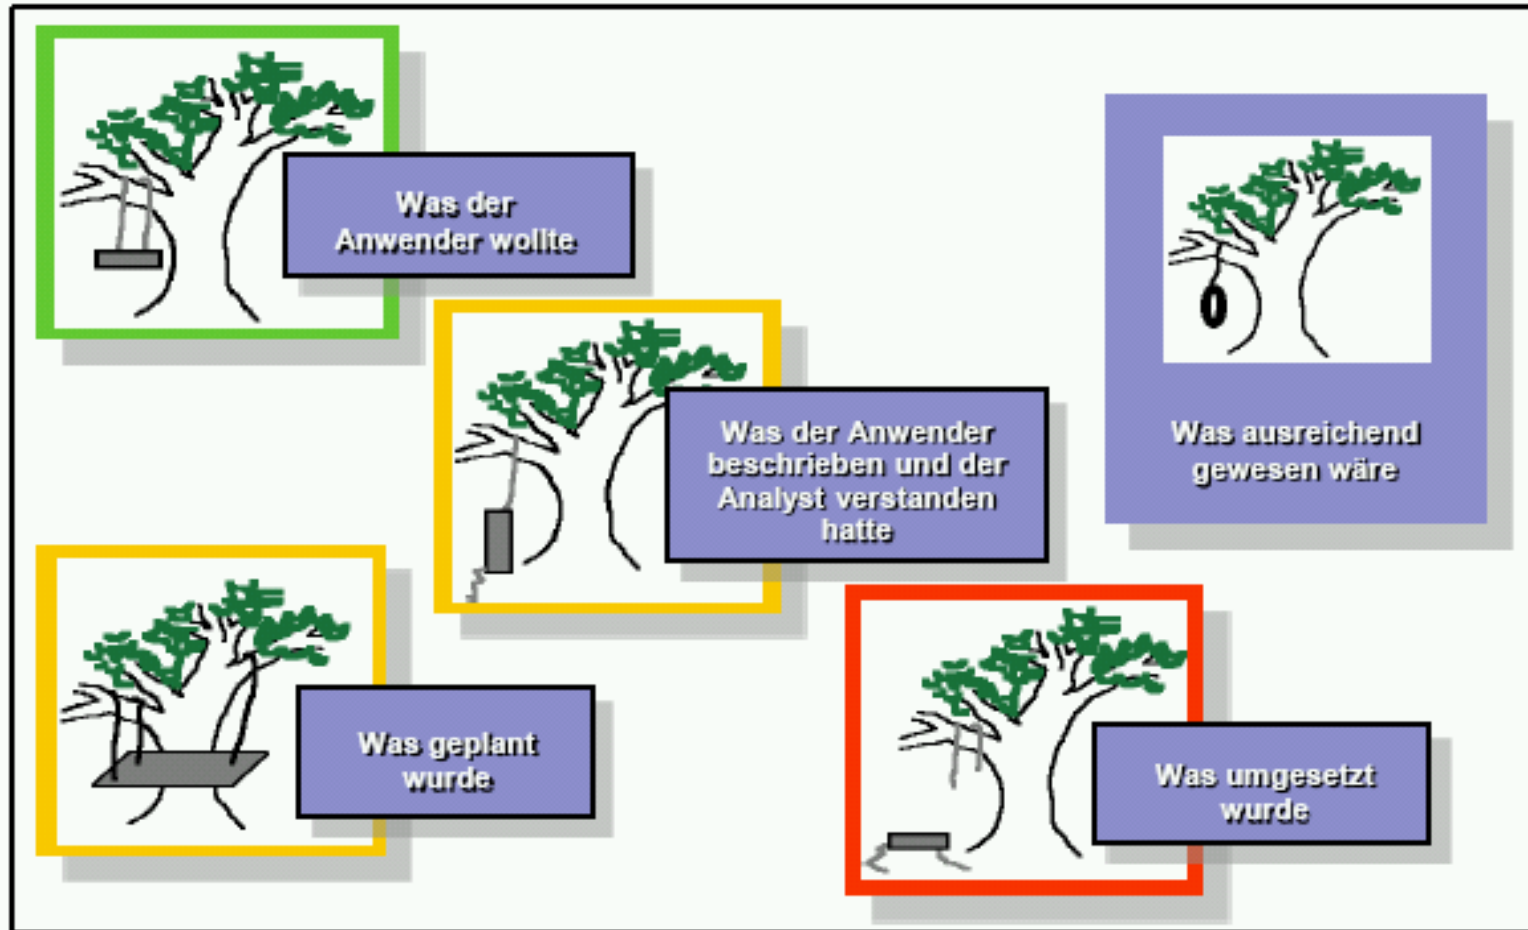 Was der
Anwender wollte
Was der Anwender
beschrieben und der
Analyst verstanden
hatte
Was ausreichend
gewesen wäre
Was geplant
wurde
Was umgesetzt
wurde